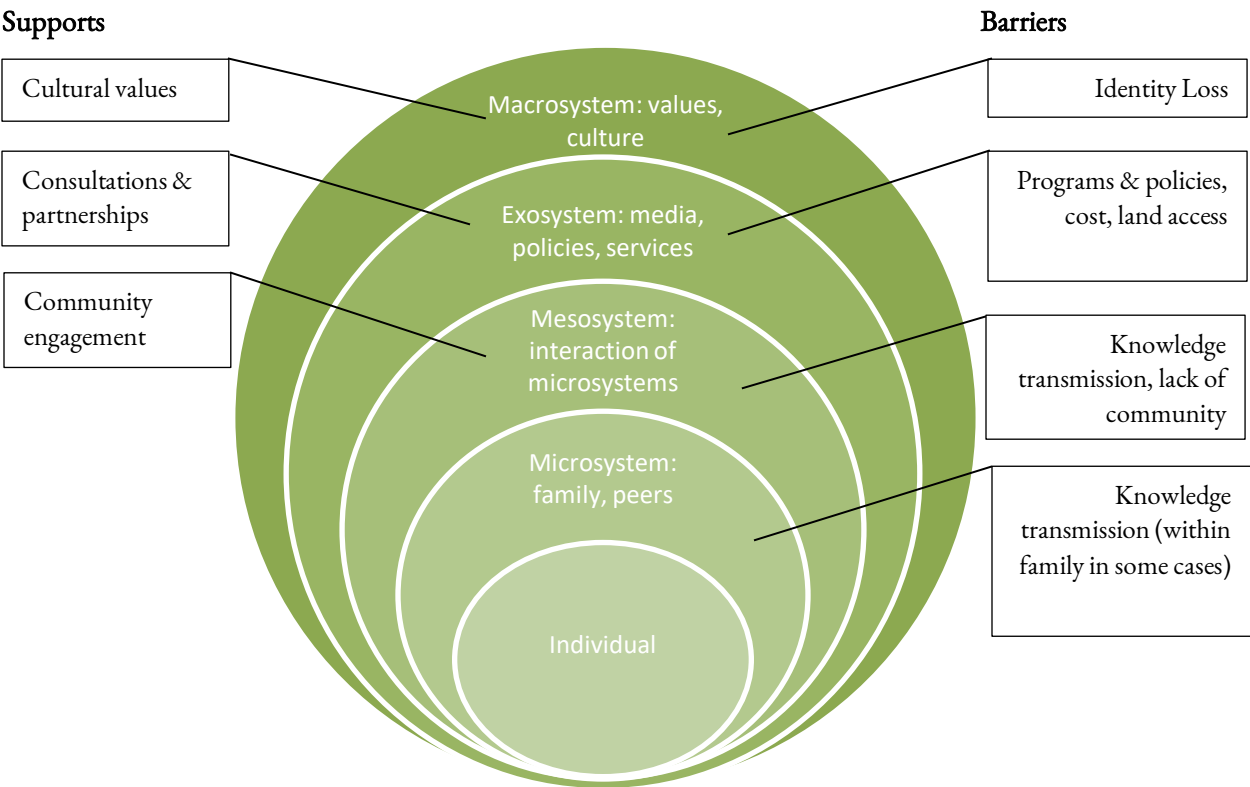 Supports
Barriers
Cultural values
Consultations &
partnerships
Community
engagement
Macrosystem: values,
culture
Exosystem: media,
policies, services
Mesosystem:
interaction of
microsystems
Microsystem:
family, peers
Individual
Identity Loss
Programs & policies,
cost, land access
Knowledge
transmission, lack of
community
Knowledge
transmission (within
family in some cases)